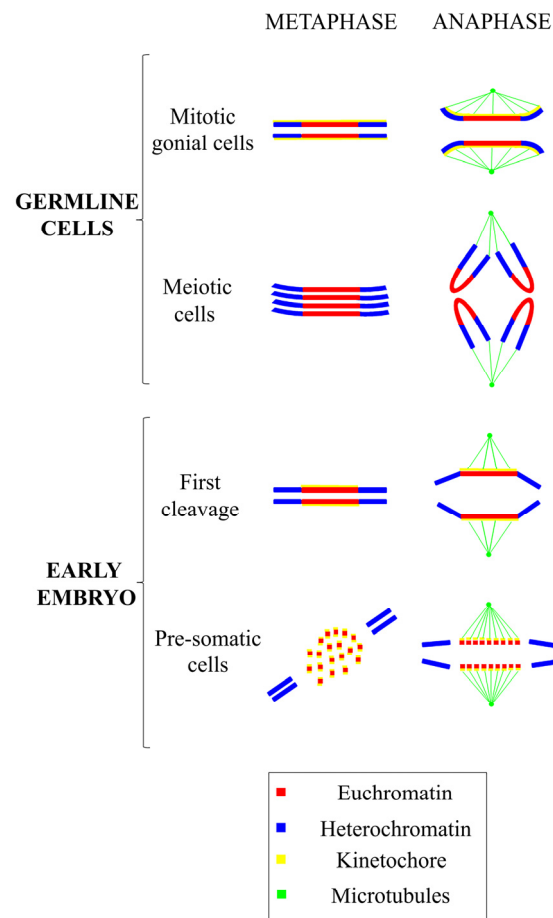 METAPHASE ANAPHASE
Mitotic
gonial cells
GERMLINE
CELLS
Meiotic
cells
First
cleavage
EARLY
EMBRYO
Pre-somatic
cells
Euchromatin
Heterochromatin
Kinetochore
Microtubules